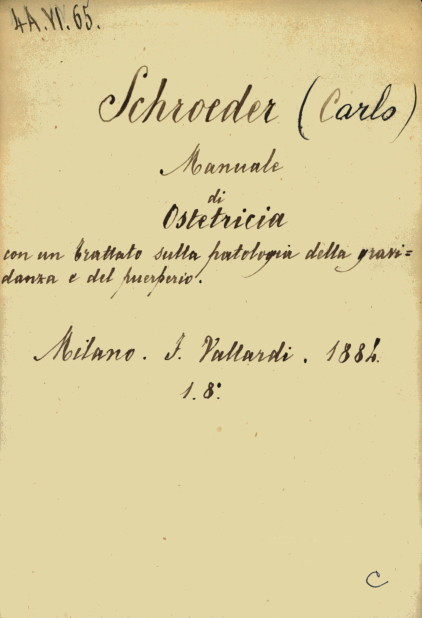 4A.VI.65.
Schroeder (Carlo)
Manuale
di
Ostetricia
con un trattato sulla patologia della gravi=
danza e del puerperio.
Milano. F. Vallardi. 1884.
1. 8°.
C